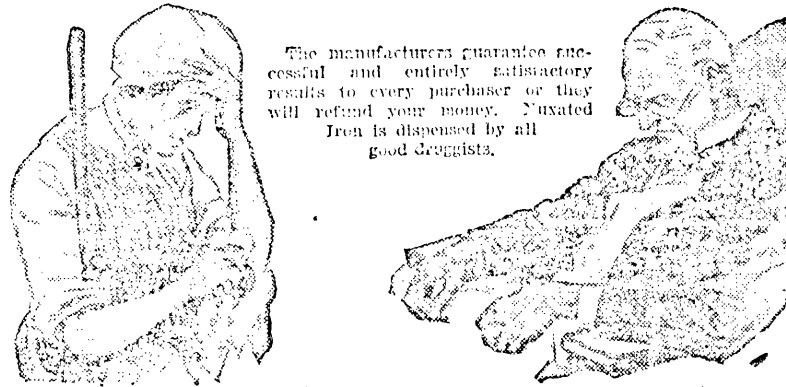 The manufacturers guarantee suc-
cessful and entirely satisfactory
results to every purchaser or they
will refund your money. Nuxated
Iron is dispensed by all
good druggists.